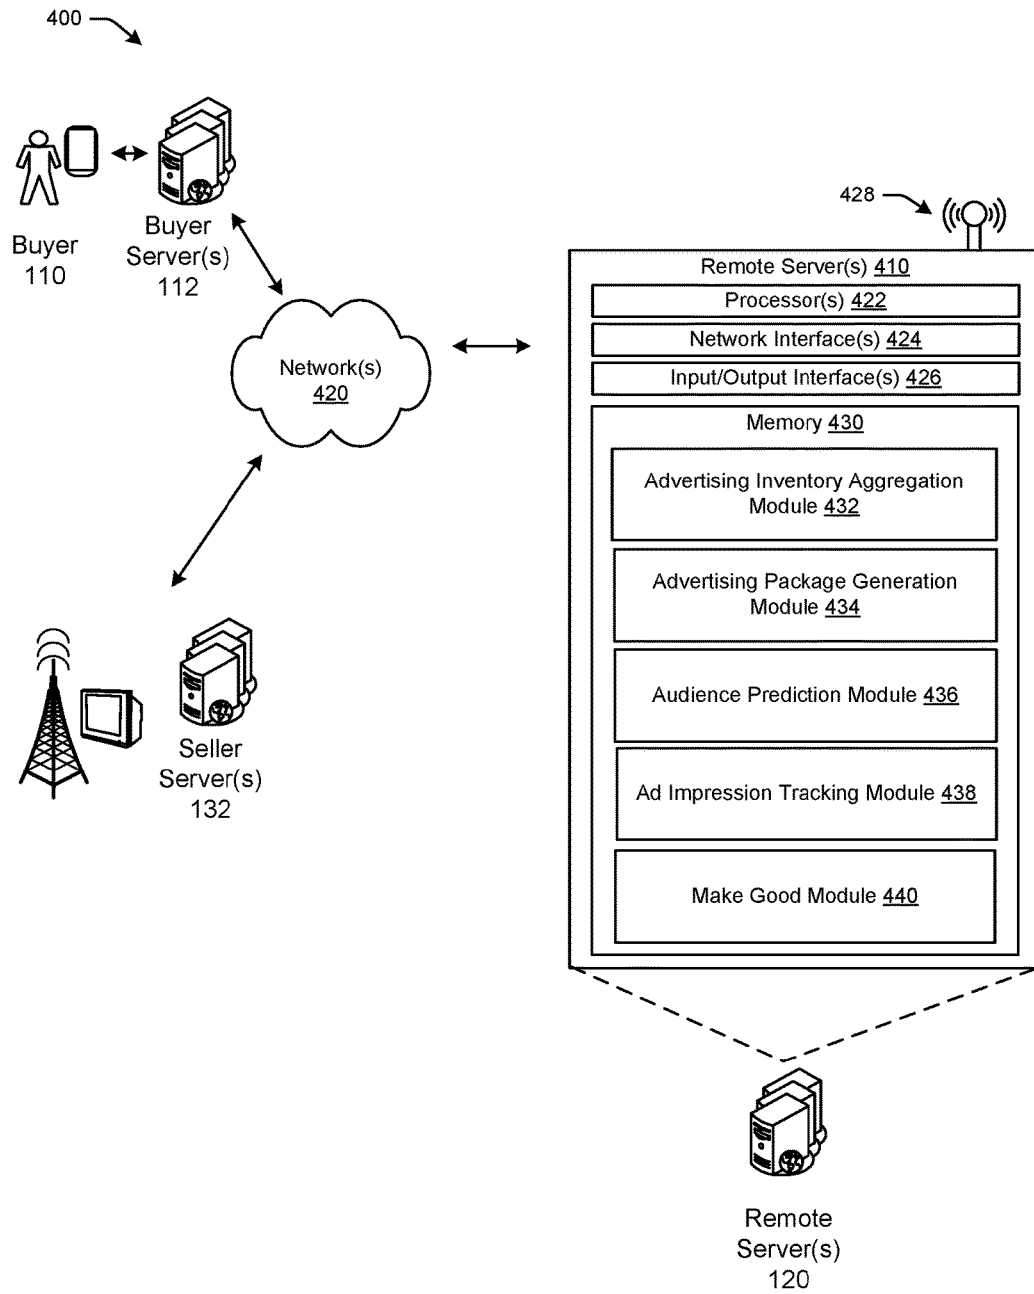 400
Buyer
110
Buyer
Server(s)
112
Network(s)
420
Seller
Server(s)
132
428
Remote Server(s) 410
Processor(s) 422
Network Interface(s) 424
Input/Output Interface(s) 426
Memory 430
Advertising Inventory Aggregation
Module 432
Advertising Package Generation
Module 434
Audience Prediction Module 436
Ad Impression Tracking Module 438
Make Good Module 440
Remote
Server(s)
120